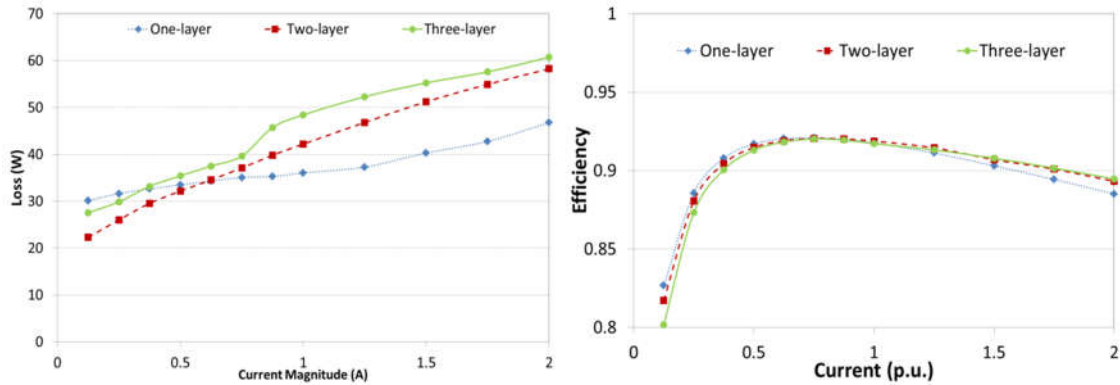 70
60
50
40
30
20
10
0
Loss (W)
One-layer
Two-layer
Three-layer
0
0.5
1
1.5
2
Current Magnitude (A)
1
0.95
0.9
0.85
0.8
Efficiency
One-layer
Two-layer
Three-layer
0
0.5
1
1.5
2
Current (p.u.)